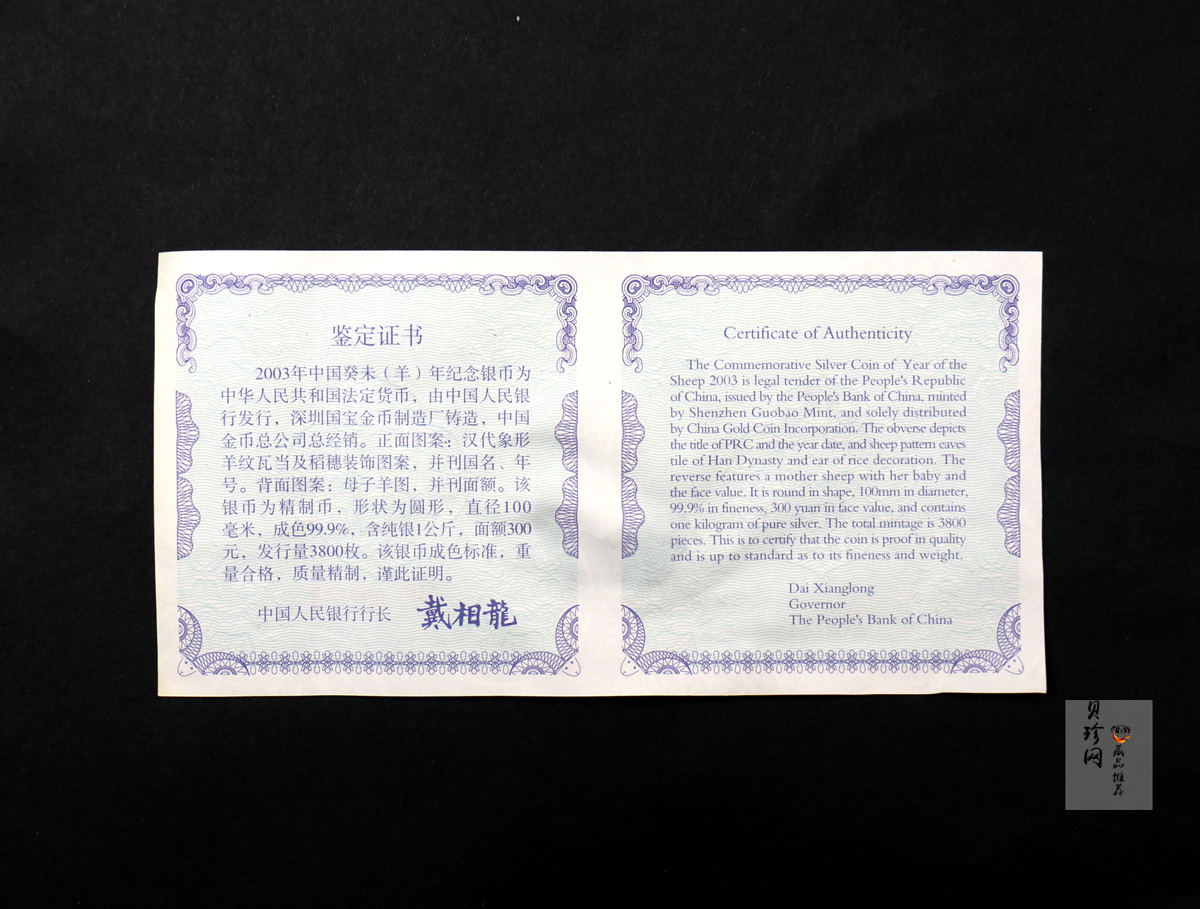 鉴定证书
2003年中国癸未（羊）年纪念银币为
中华人民共和国法定货币，由中国人民银
行发行，深圳国宝金币制造厂铸造，中国
金币总公司总经销。正面图案：汉代象形
羊纹瓦当及稻穗装饰图案，并刊国名、年
号。背面图案：母子羊图，并刊面额。该
银币为精制币，形状为圆形，直径100
毫米，成色99.9%，含纯银1公斤，面额300
元，发行量3800枚。该银币成色标准，重
量合格，质量精制，谨此证明。
中国人民银行行长 戴相龍
Certificate of Authenticity
The Commemorative Silver Coin of Year of the
Sheep 2003 is legal tender of the People's Republic
of China, issued by the People's Bank of China, minted
by Shenzhen Guobao Mint, and solely distributed
by China Gold Coin Incorporation. The obverse depicts
the title of PRC and the year date, and sheep pattern eaves
tile of Han Dynasty and ear of rice decoration. The
reverse features a mother sheep with her baby and
the face value. It is round in shape, 100mm in diameter,
99.9% in fineness, 300 yuan in face value, and contains
one kilogram of pure silver. The total mintage is 3800
pieces. This is to certify that the coin is proof in quality
and is up to standard as to its fineness and weight.
Dai Xianglong
Governor
The People's Bank of China
贝珍网
藏品推荐